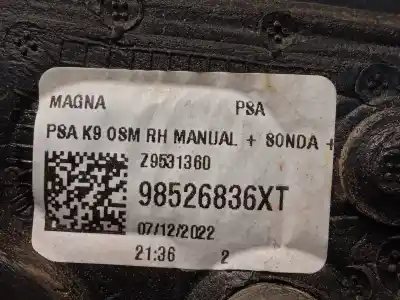 MAGNA PSA
PSA K9 OSM RH MANUAL + SONDA +
Z9531360
98526836XT
07/12/2022
21:36 2